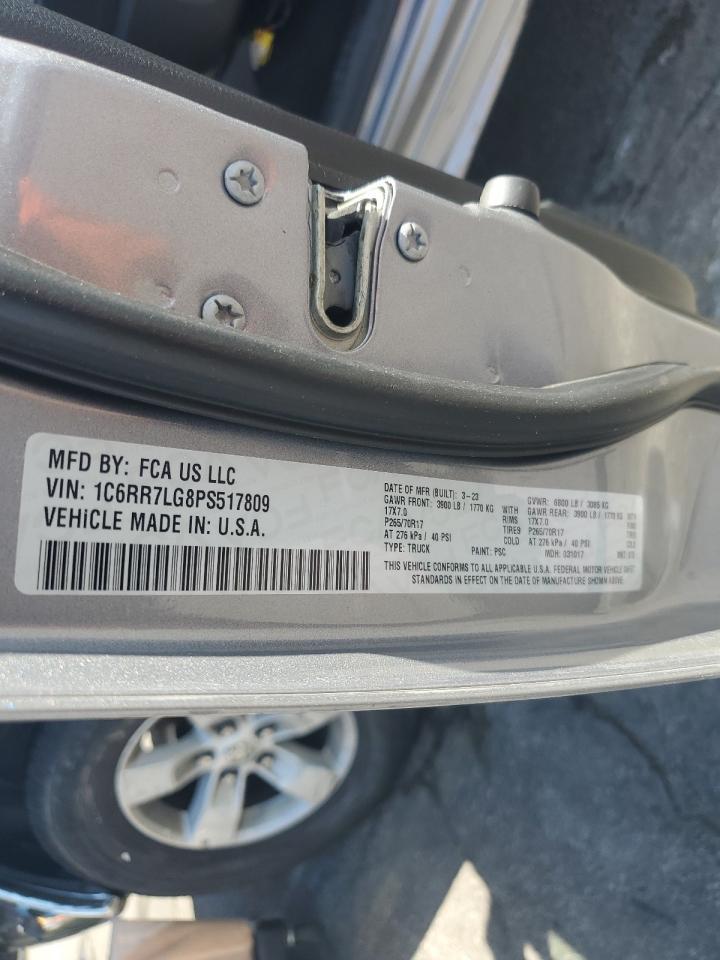 MFD BY: FCA US LLC
VIN: 1C6RR7LG8PS517809
VEHiCLE MADE IN: U.S.A.
DATE OF MFR (BUILT): 3-23
GVWR: 6800 LB / 3085 KG
GAWR FRONT: 3900 LB / 1770 KG WITH GAWR REAR: 3900 LB / 1770 KG
17X7.0 RIMS 17X7.0
P265/70R17 TIRES P265/70R17
AT 276 kPa / 40 PSI COLD AT 276 kPa / 40 PSI
TYPE: TRUCK PAINT: PSC MDH: 031017
THIS VEHICLE CONFORMS TO ALL APPLICABLE U.S.A. FEDERAL MOTOR VEHICLE SAFETY
STANDARDS IN EFFECT ON THE DATE OF MANUFACTURE SHOWN ABOVE.